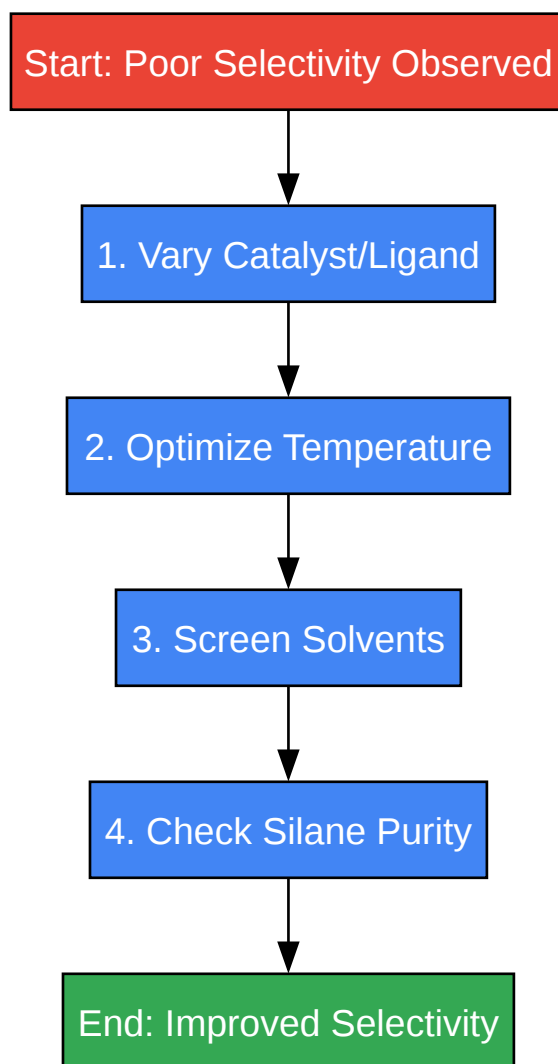 Start: Poor Selectivity Observed
1. Vary Catalyst/Ligand
2. Optimize Temperature
3. Screen Solvents
4. Check Silane Purity
End: Improved Selectivity